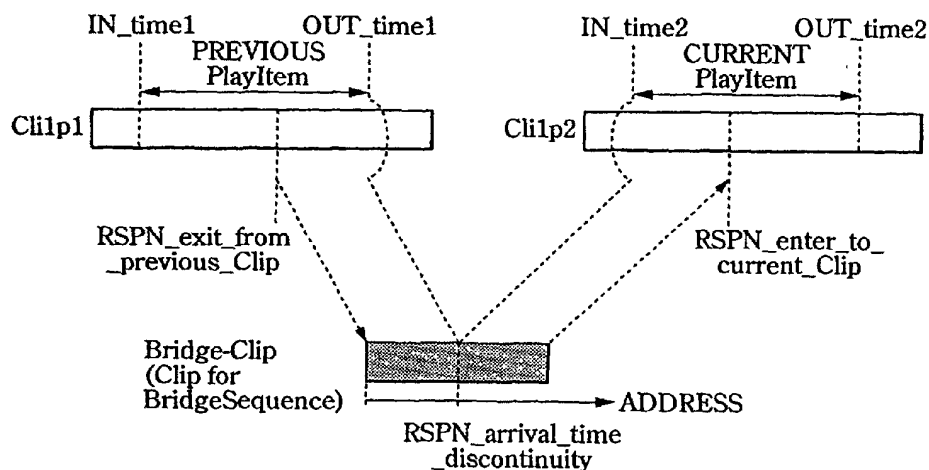 IN_time1
OUT_time1
IN_time2
OUT_time2
PREVIOUS
PlayItem
CURRENT
PlayItem
Cli1p1
Cli1p2
RSPN_exit_from
_previous_Clip
RSPN_enter_to_
current_Clip
Bridge-Clip
(Clip for
BridgeSequence)
ADDRESS
RSPN_arrival_time
_discontinuity